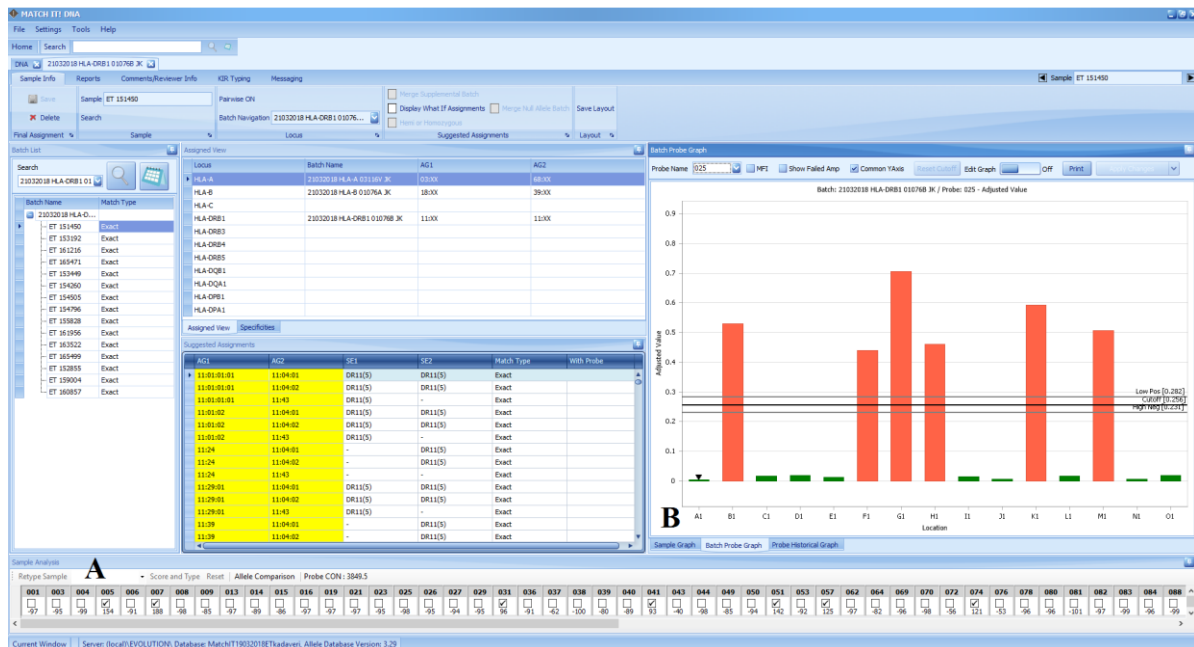 MATCH IT! DNA
File Settings Tools Help
Home Search
DNA 21032018 HLA-DRB1 01076B JK
Sample Info Reports Comments/Reviewer Info KIR Typing Messaging Sample ET 151450
Save Sample ET 151450 Pairwise ON
Delete Search Batch Navigation 21032018 HLA-DRB1 01076...
Merge Supplemental Batch
Display What If Assignments Merge Null Allele Batch Save Layout
Hemi or Homozygous
Final Assignment Sample Locus Suggested Assignments Layout
Batch List
Search
21032018 HLA-DRB1 01
Batch Name Match Type
21032018 HLA-D...
ET 151450 Exact
ET 153192 Exact
ET 161216 Exact
ET 165471 Exact
ET 153449 Exact
ET 154260 Exact
ET 154505 Exact
ET 154796 Exact
ET 155828 Exact
ET 161956 Exact
ET 163522 Exact
ET 165499 Exact
ET 152855 Exact
ET 159004 Exact
ET 160857 Exact
Assigned View
Locus Batch Name AG1 AG2
HLA-A 21032018 HLA-A 03116V JK 03:XX 68:XX
HLA-B 21032018 HLA-B 01076A JK 18:XX 39:XX
HLA-C
HLA-DRB1 21032018 HLA-DRB1 01076B JK 11:XX 11:XX
HLA-DRB3
HLA-DRB4
HLA-DRB5
HLA-DQB1
HLA-DQA1
HLA-DPB1
HLA-DPA1
Assigned View Specificities
Suggested Assignments
AG1 AG2 SE1 SE2 Match Type With Probe
11:01:01:01 11:04:01 DR11(5) DR11(5) Exact
11:01:01:01 11:04:02 DR11(5) DR11(5) Exact
11:01:01:01 11:43 DR11(5) - Exact
11:01:02 11:04:01 DR11(5) DR11(5) Exact
11:01:02 11:04:02 DR11(5) DR11(5) Exact
11:01:02 11:43 DR11(5) - Exact
11:24 11:04:01 - DR11(5) Exact
11:24 11:04:02 - DR11(5) Exact
11:24 11:43 - - Exact
11:29:01 11:04:01 DR11(5) DR11(5) Exact
11:29:01 11:04:02 DR11(5) DR11(5) Exact
11:29:01 11:43 DR11(5) - Exact
11:39 11:04:01 - DR11(5) Exact
11:39 11:04:02 - DR11(5) Exact
Batch Probe Graph
Probe Name 025 MFI Show Failed Amp Common YAxis Reset Cutoff Edit Graph Off Print
Batch: 21032018 HLA-DRB1 01076B JK / Probe: 025 - Adjusted Value
0.9
0.8
0.7
0.6
0.5
0.4
0.3
0.2
0.1
0
Adjusted Value
Low Pos [0.282]
Cutoff [0.256]
High Neg [0.231]
B
A1 B1 C1 D1 E1 F1 G1 H1 I1 J1 K1 L1 M1 N1 O1
Location
Sample Graph Batch Probe Graph Probe Historical Graph
Sample Analysis
A
Retype Sample Score and Type Reset Allele Comparison Probe CON : 3849.5
001 003 004 005 006 007 008 009 014 015 016 019 021 025 026 028 029 031 036 037 038 039 040 041 043 044 049 050 051 053 057 062 064 070 074 076 080 081 082 083 084 088
-97 -95 -99 154 -91 188 -98 -85 -97 -89 -86 -97 -97 -95 -98 -95 -94 -95 96 -91 -62 -100 -80 -89 93 -40 -98 -85 -94 142 -92 125 -97 -82 -96 -98 -56 121 -53 -96 -81 -101 -97 -99 -96 -99
Current Window Server: (local)\EVOLUTION\ Database: MatchIT19032018ETkadaveri. Allele Database Version: 3.29